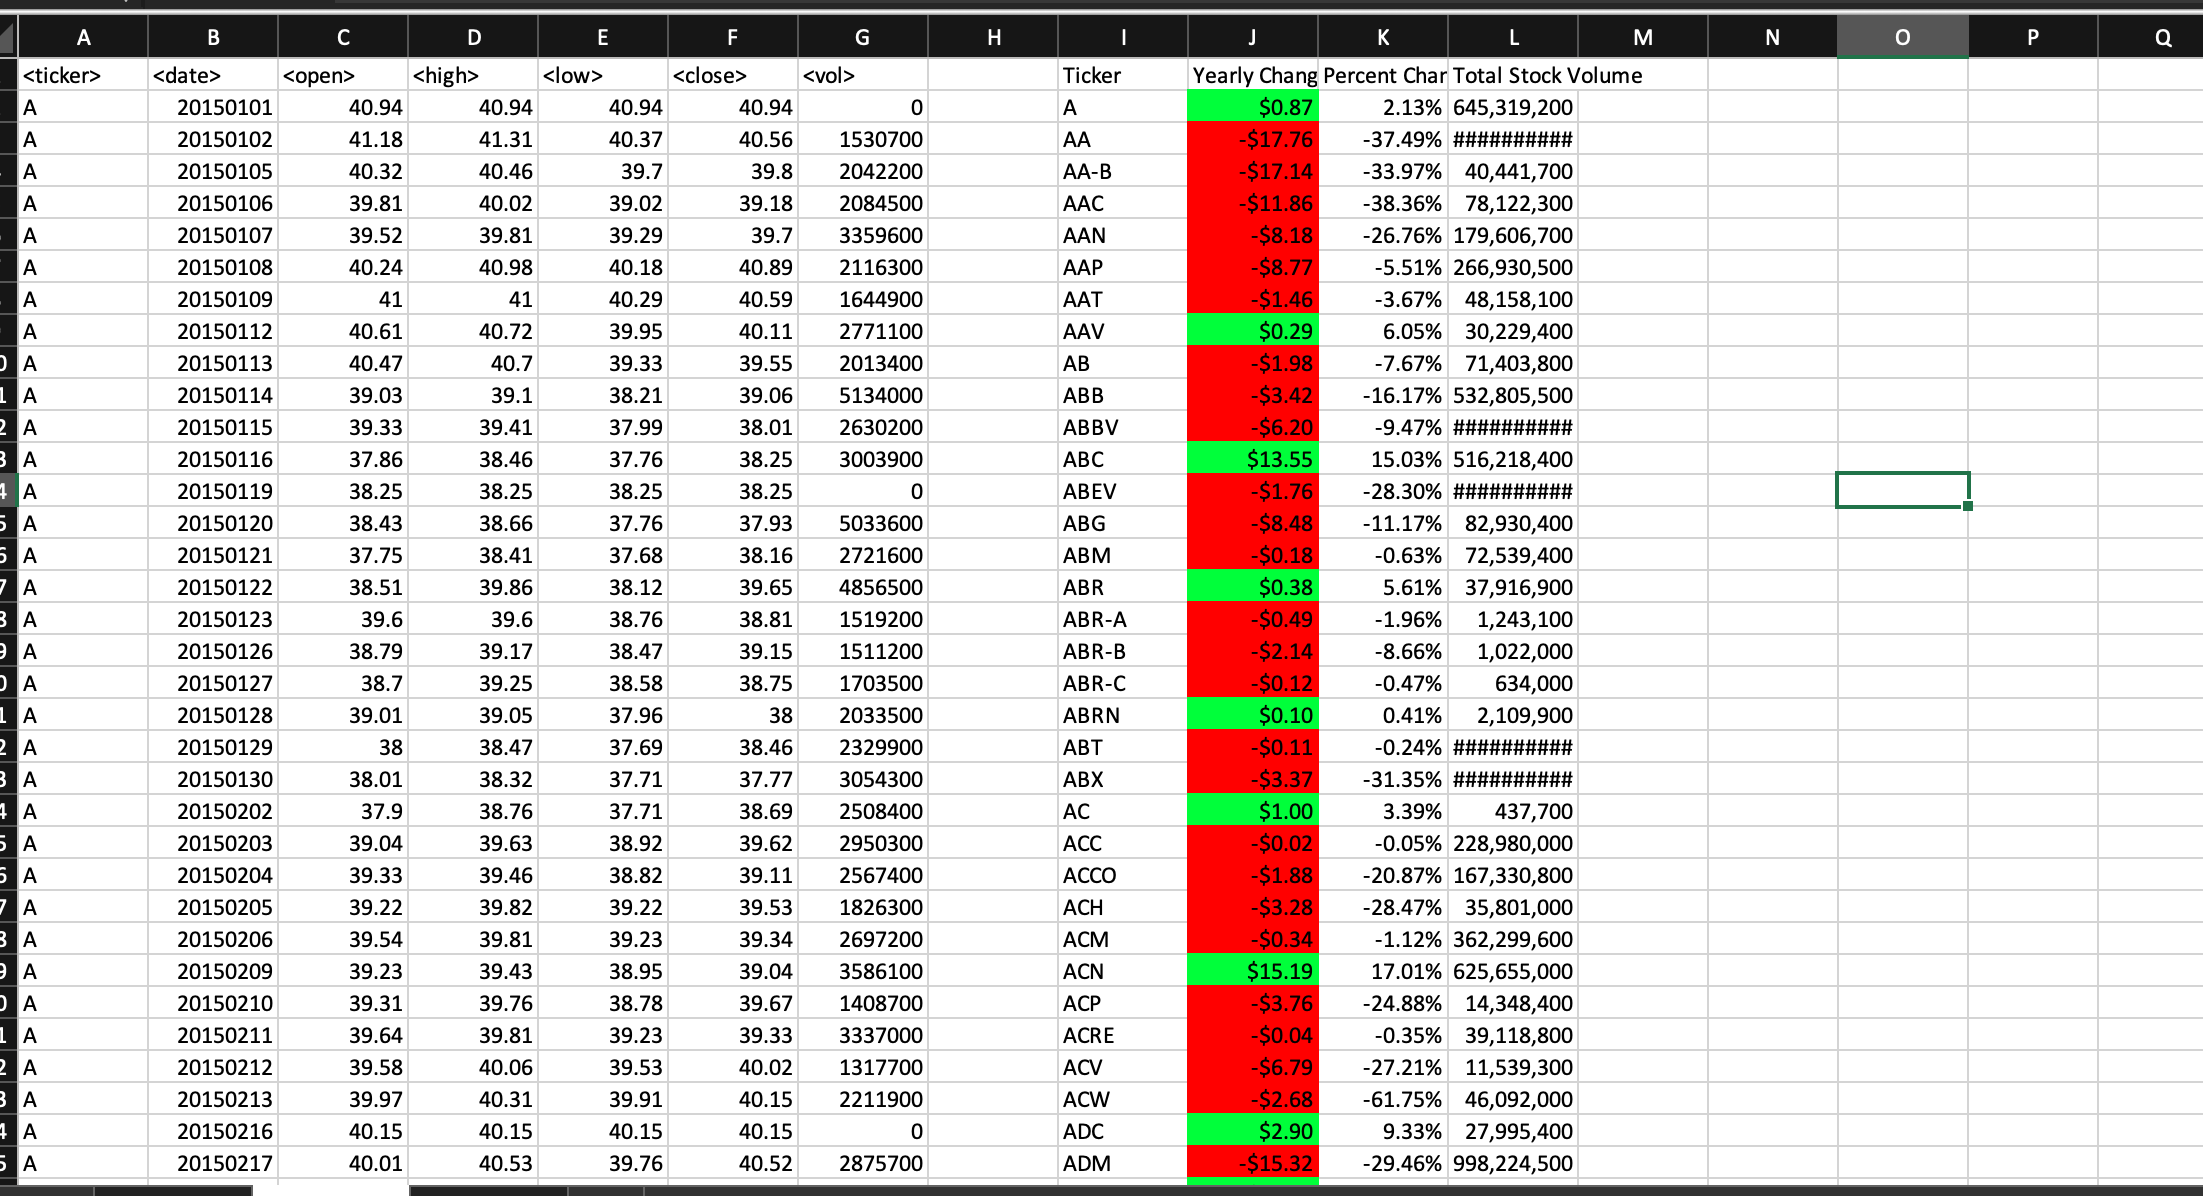 A B C D E F G H I J K L M N O P Q
<ticker> <date> <open> <high> <low> <close> <vol> Ticker Yearly Chang Percent Char Total Stock Volume
A 20150101 40.94 40.94 40.94 40.94 0 A $0.87 2.13% 645,319,200
A 20150102 41.18 41.31 40.37 40.56 1530700 AA -$17.76 -37.49% ##########
A 20150105 40.32 40.46 39.7 39.8 2042200 AA-B -$17.14 -33.97% 40,441,700
A 20150106 39.81 40.02 39.02 39.18 2084500 AAC -$11.86 -38.36% 78,122,300
A 20150107 39.52 39.81 39.29 39.7 3359600 AAN -$8.18 -26.76% 179,606,700
A 20150108 40.24 40.98 40.18 40.89 2116300 AAP -$8.77 -5.51% 266,930,500
A 20150109 41 41 40.29 40.59 1644900 AAT -$1.46 -3.67% 48,158,100
A 20150112 40.61 40.72 39.95 40.11 2771100 AAV $0.29 6.05% 30,229,400
A 20150113 40.47 40.7 39.33 39.55 2013400 AB -$1.98 -7.67% 71,403,800
A 20150114 39.03 39.1 38.21 39.06 5134000 ABB -$3.42 -16.17% 532,805,500
A 20150115 39.33 39.41 37.99 38.01 2630200 ABBV -$6.20 -9.47% ##########
A 20150116 37.86 38.46 37.76 38.25 3003900 ABC $13.55 15.03% 516,218,400
A 20150119 38.25 38.25 38.25 38.25 0 ABEV -$1.76 -28.30% ##########
A 20150120 38.43 38.66 37.76 37.93 5033600 ABG -$8.48 -11.17% 82,930,400
A 20150121 37.75 38.41 37.68 38.16 2721600 ABM -$0.18 -0.63% 72,539,400
A 20150122 38.51 39.86 38.12 39.65 4856500 ABR $0.38 5.61% 37,916,900
A 20150123 39.6 39.6 38.76 38.81 1519200 ABR-A -$0.49 -1.96% 1,243,100
A 20150126 38.79 39.17 38.47 39.15 1511200 ABR-B -$2.14 -8.66% 1,022,000
A 20150127 38.7 39.25 38.58 38.75 1703500 ABR-C -$0.12 -0.47% 634,000
A 20150128 39.01 39.05 37.96 38 2033500 ABRN $0.10 0.41% 2,109,900
A 20150129 38 38.47 37.69 38.46 2329900 ABT -$0.11 -0.24% ##########
A 20150130 38.01 38.32 37.71 37.77 3054300 ABX -$3.37 -31.35% ##########
A 20150202 37.9 38.76 37.71 38.69 2508400 AC $1.00 3.39% 437,700
A 20150203 39.04 39.63 38.92 39.62 2950300 ACC -$0.02 -0.05% 228,980,000
A 20150204 39.33 39.46 38.82 39.11 2567400 ACCO -$1.88 -20.87% 167,330,800
A 20150205 39.22 39.82 39.22 39.53 1826300 ACH -$3.28 -28.47% 35,801,000
A 20150206 39.54 39.81 39.23 39.34 2697200 ACM -$0.34 -1.12% 362,299,600
A 20150209 39.23 39.43 38.95 39.04 3586100 ACN $15.19 17.01% 625,655,000
A 20150210 39.31 39.76 38.78 39.67 1408700 ACP -$3.76 -24.88% 14,348,400
A 20150211 39.64 39.81 39.23 39.33 3337000 ACRE -$0.04 -0.35% 39,118,800
A 20150212 39.58 40.06 39.53 40.02 1317700 ACV -$6.79 -27.21% 11,539,300
A 20150213 39.97 40.31 39.91 40.15 2211900 ACW -$2.68 -61.75% 46,092,000
A 20150216 40.15 40.15 40.15 40.15 0 ADC $2.90 9.33% 27,995,400
A 20150217 40.01 40.53 39.76 40.52 2875700 ADM -$15.32 -29.46% 998,224,500